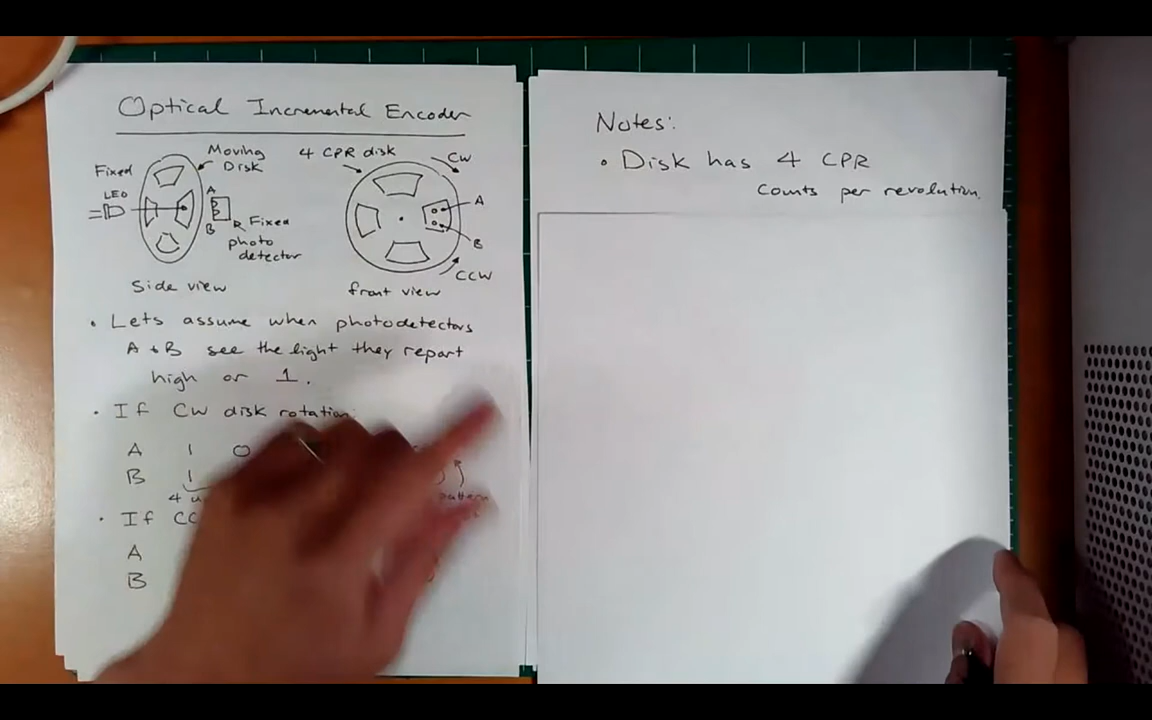 Optical Incremental Encoder
Moving
Disk
Fixed
LED
A
B
Fixed
photo
detector
Side view
4 CPR disk
CW
A
B
CCW
front view
• Lets assume when photodetectors
A + B see the light they report
high or 1.
• If CW disk rotation:
A 1 0
B 1
4
• If CC
A
B
Notes:
• Disk has 4 CPR
Counts per revolution.